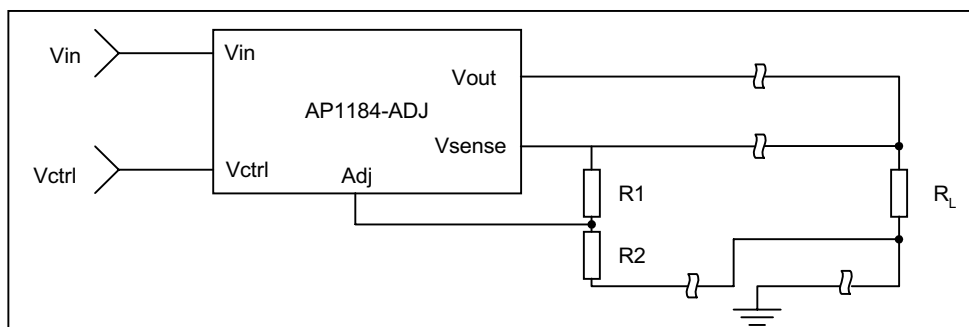 Vin
Vin
Vout
AP1184-ADJ
Vsense
Vctrl
Vctrl
Adj
R1
RL
R2